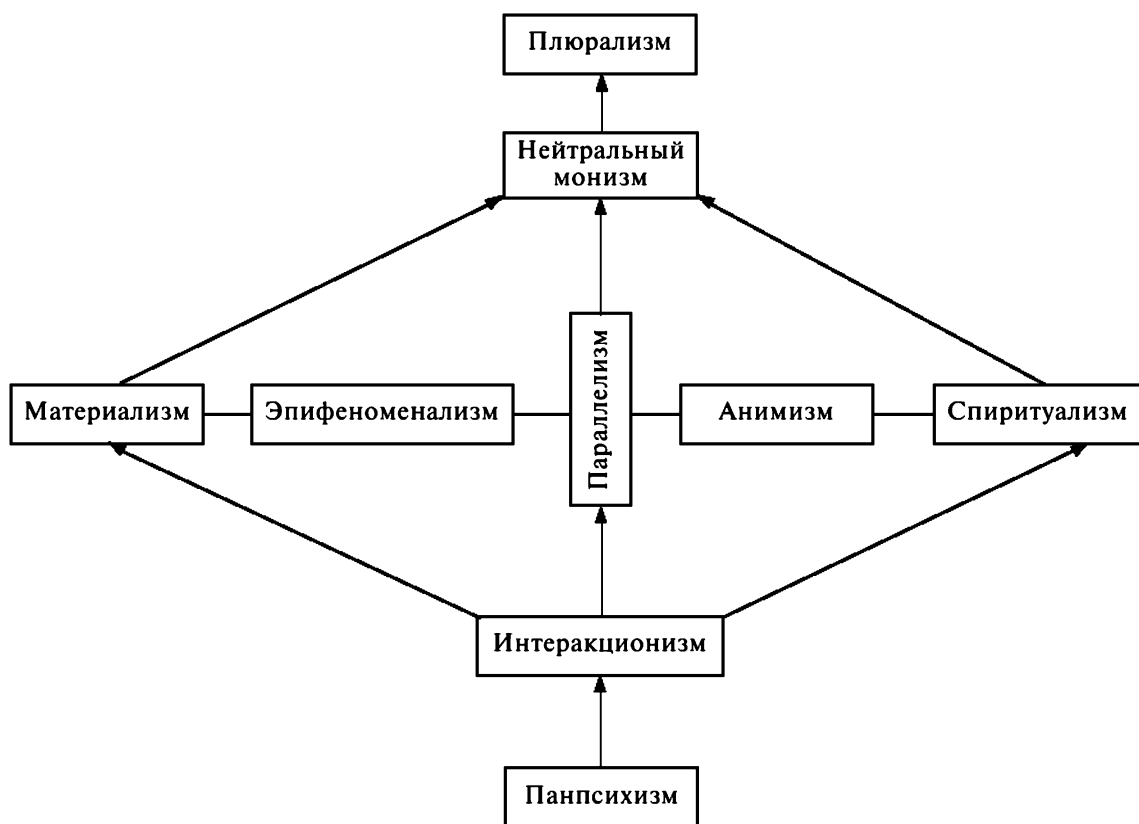 Плюрализм
Нейтральный
монизм
Материализм
Эпифеноменализм
Параллелизм
Анимизм
Спиритуализм
Интеракционизм
Панпсихизм